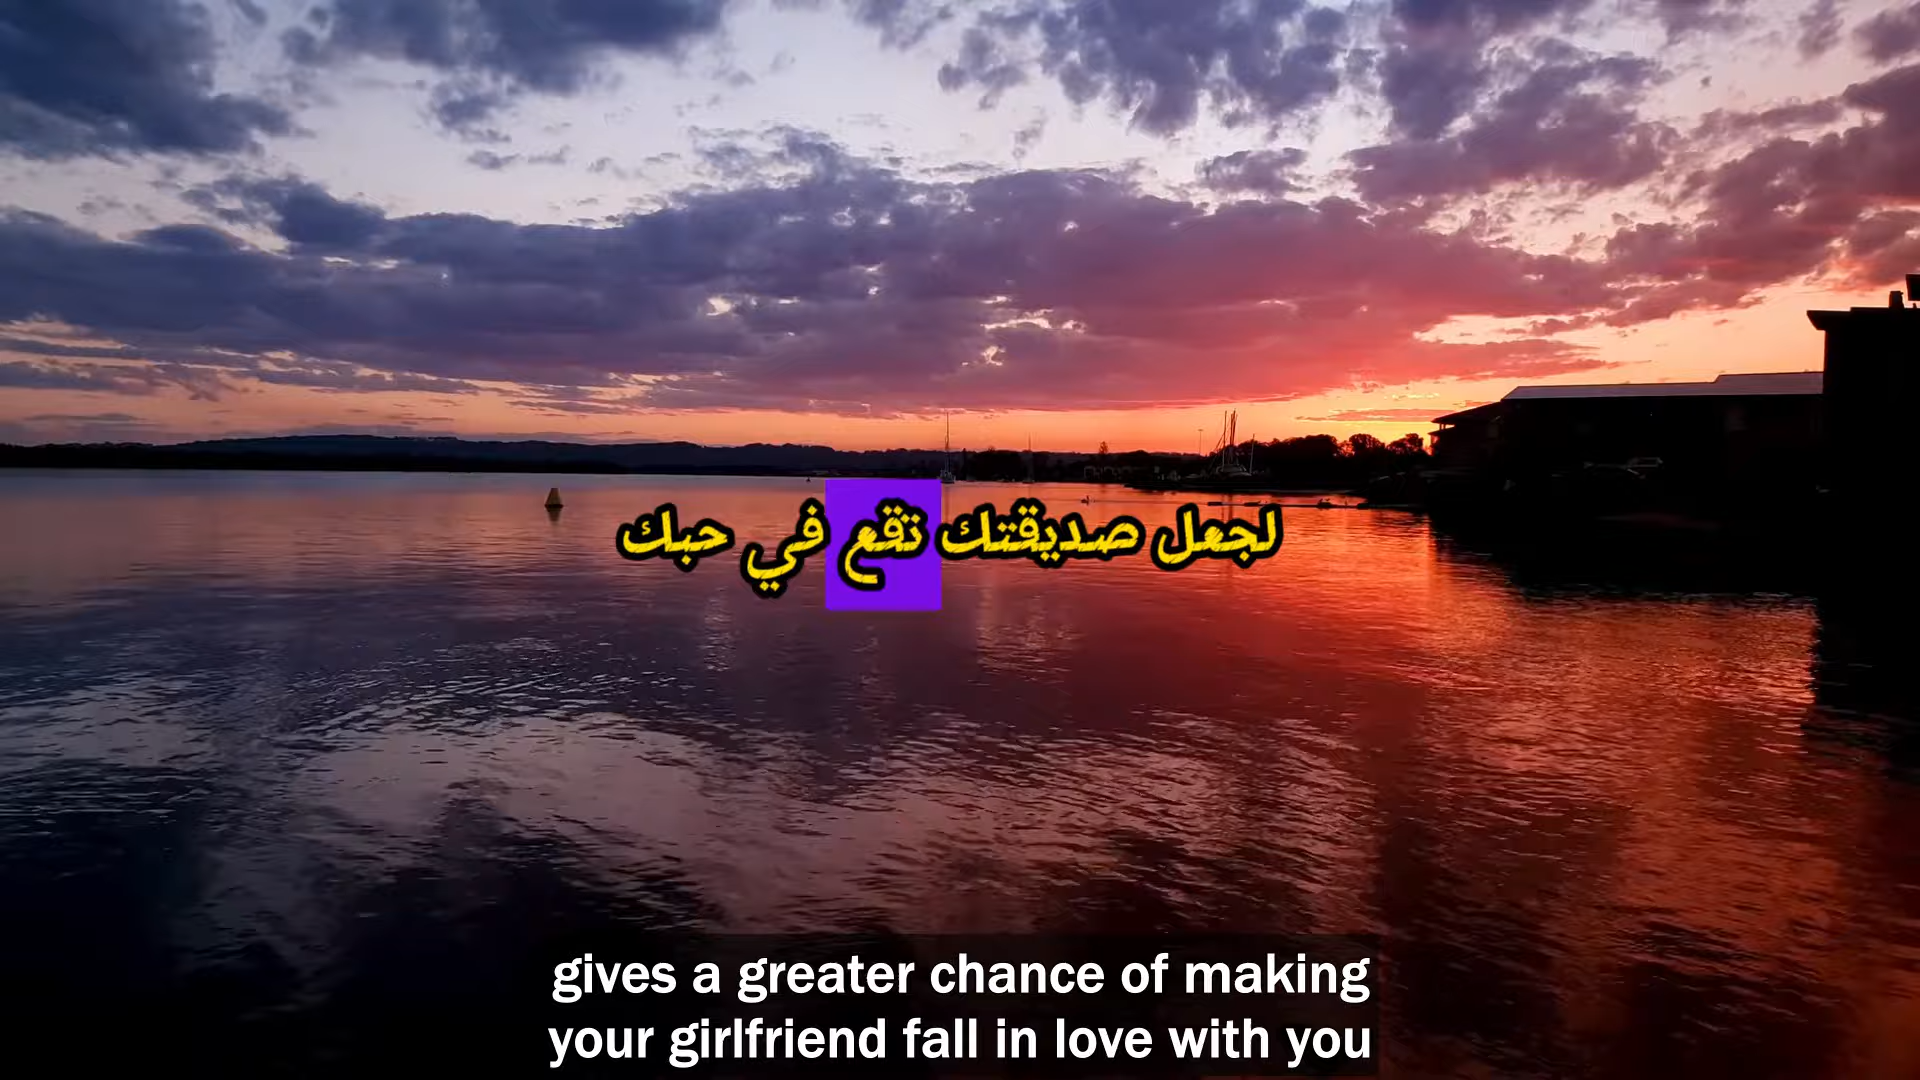 لجعل صديقتك تقع في حبك
gives a greater chance of making
your girlfriend fall in love with you